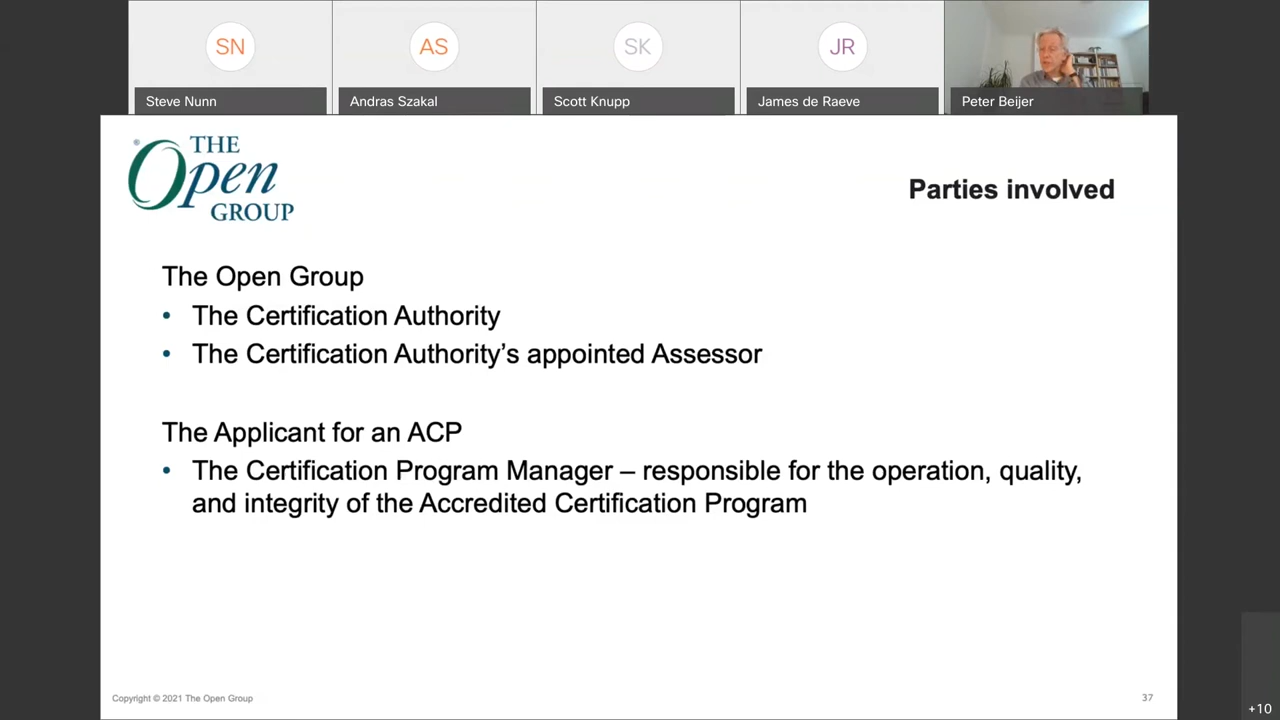 SN
AS
SK
JR
Steve Nunn
Andras Szakal
Scott Knupp
James de Raeve
Peter Beijer
® THE
Open
GROUP
Parties involved
The Open Group
• The Certification Authority
• The Certification Authority’s appointed Assessor
The Applicant for an ACP
• The Certification Program Manager – responsible for the operation, quality,
and integrity of the Accredited Certification Program
Copyright © 2021 The Open Group
37
+10